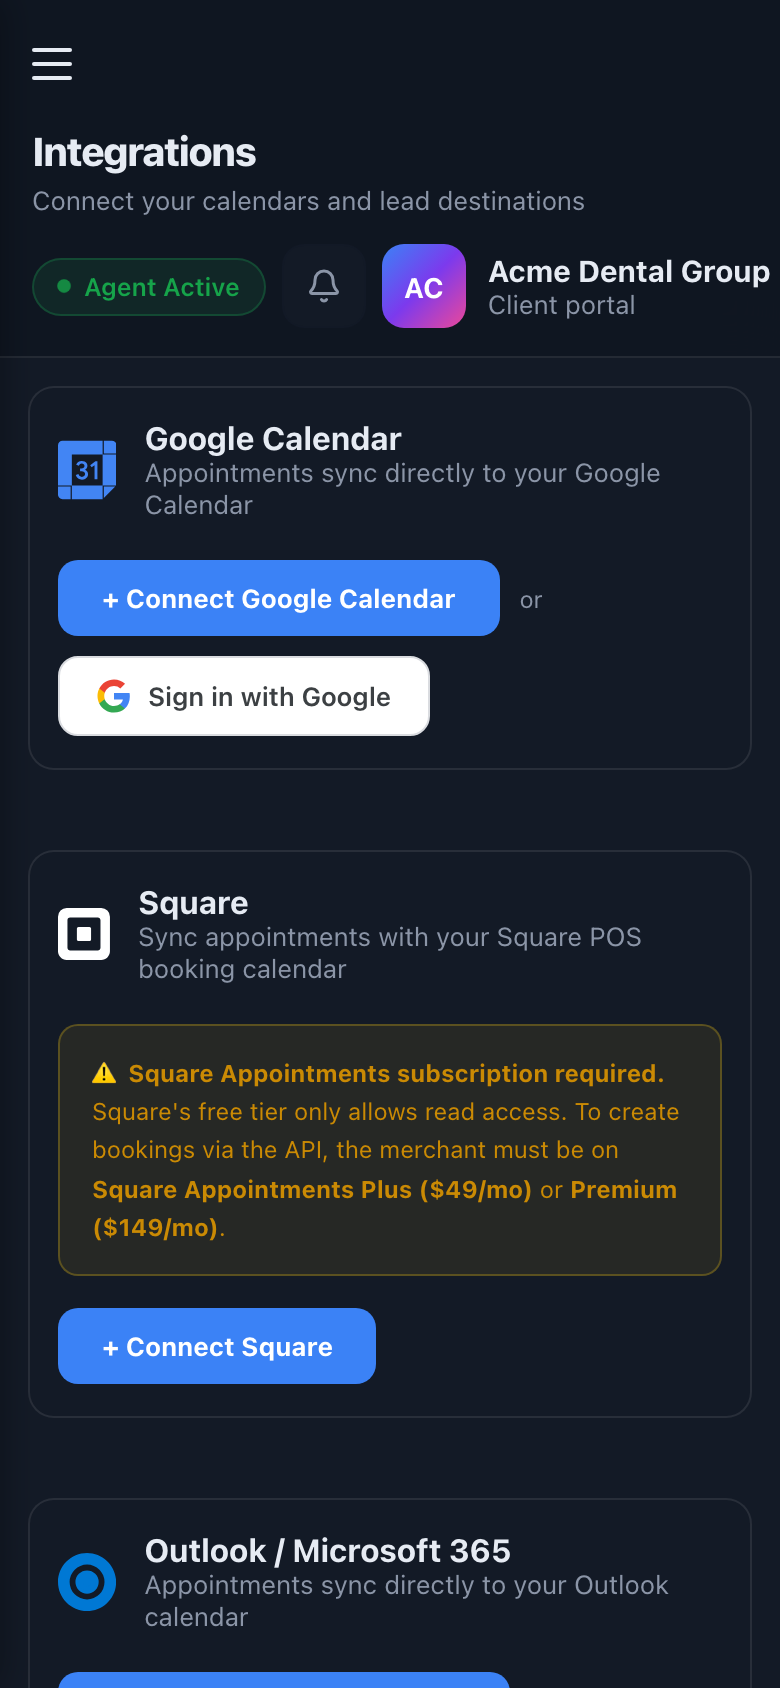 Integrations
Connect your calendars and lead destinations
Agent Active
AC
Acme Dental Group
Client portal
31
Google Calendar
Appointments sync directly to your Google
Calendar
+ Connect Google Calendar
or
Sign in with Google
Square
Sync appointments with your Square POS
booking calendar
⚠️ Square Appointments subscription required.
Square's free tier only allows read access. To create
bookings via the API, the merchant must be on
Square Appointments Plus ($49/mo) or Premium
($149/mo).
+ Connect Square
Outlook / Microsoft 365
Appointments sync directly to your Outlook
calendar